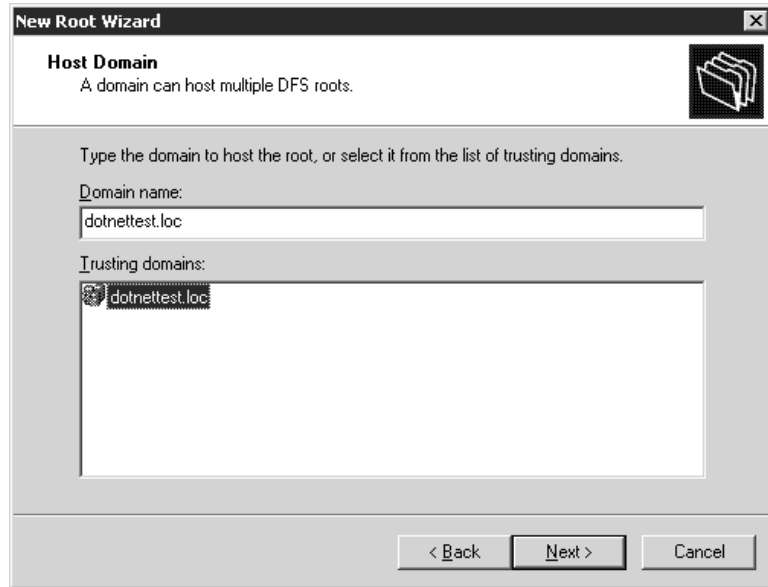 New Root Wizard
Host Domain
A domain can host multiple DFS roots.
Type the domain to host the root, or select it from the list of trusting domains.
Domain name:
dotnettest.loc
Trusting domains:
dotnettest.loc
< Back Next > Cancel